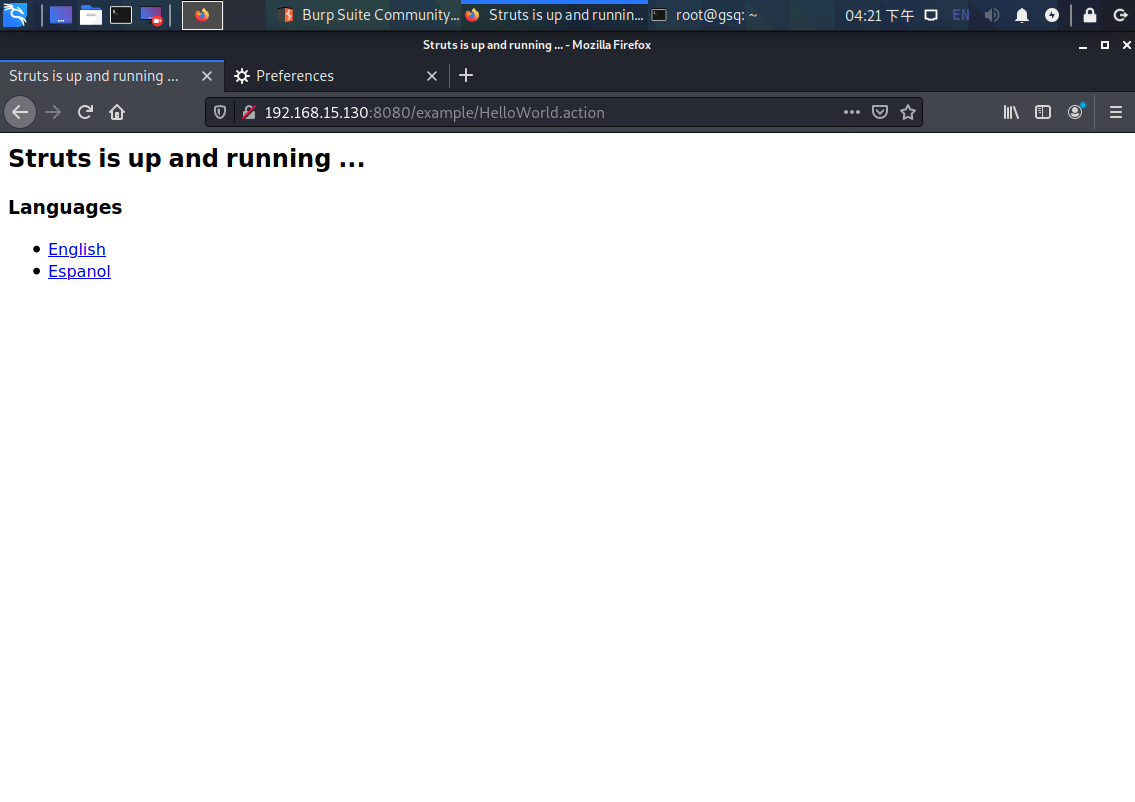 Burp Suite Community... Struts is up and runnin... root@gsq: ~ 04:21 下午 EN
Struts is up and running ... - Mozilla Firefox
Struts is up and running ... Preferences
192.168.15.130:8080/example/HelloWorld.action
Struts is up and running ...
Languages
English
Espanol